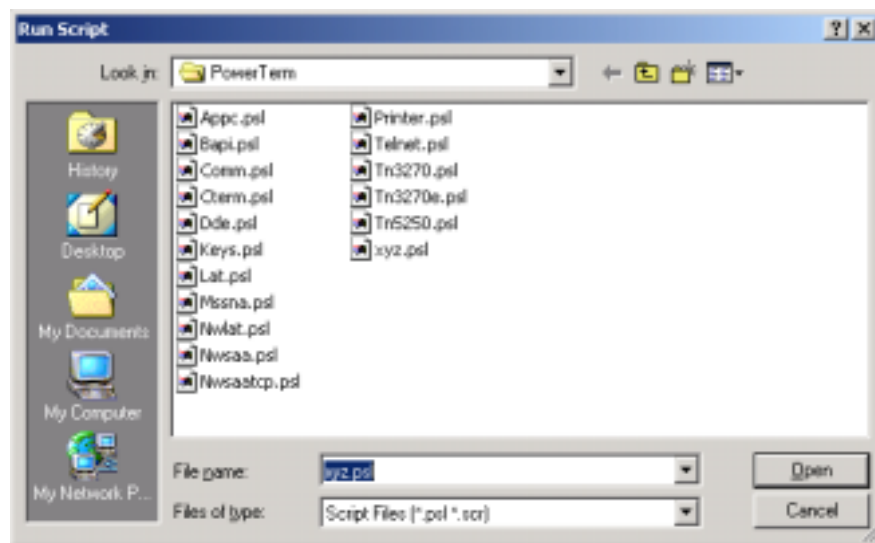 Run Script
Look in: PowerTerm
History
Desktop
My Documents
My Computer
My Network P...
Appc.psl
Bapi.psl
Comm.psl
Cterm.psl
Dde.psl
Keys.psl
Lat.psl
Mssna.psl
Nwlat.psl
Nwsaa.psl
Nwsaatcp.psl
Printer.psl
Telnet.psl
Tn3270.psl
Tn3270e.psl
Tn5250.psl
xyz.psl
File name: xyz.psl
Open
Files of type: Script Files (*.psl *.scr)
Cancel